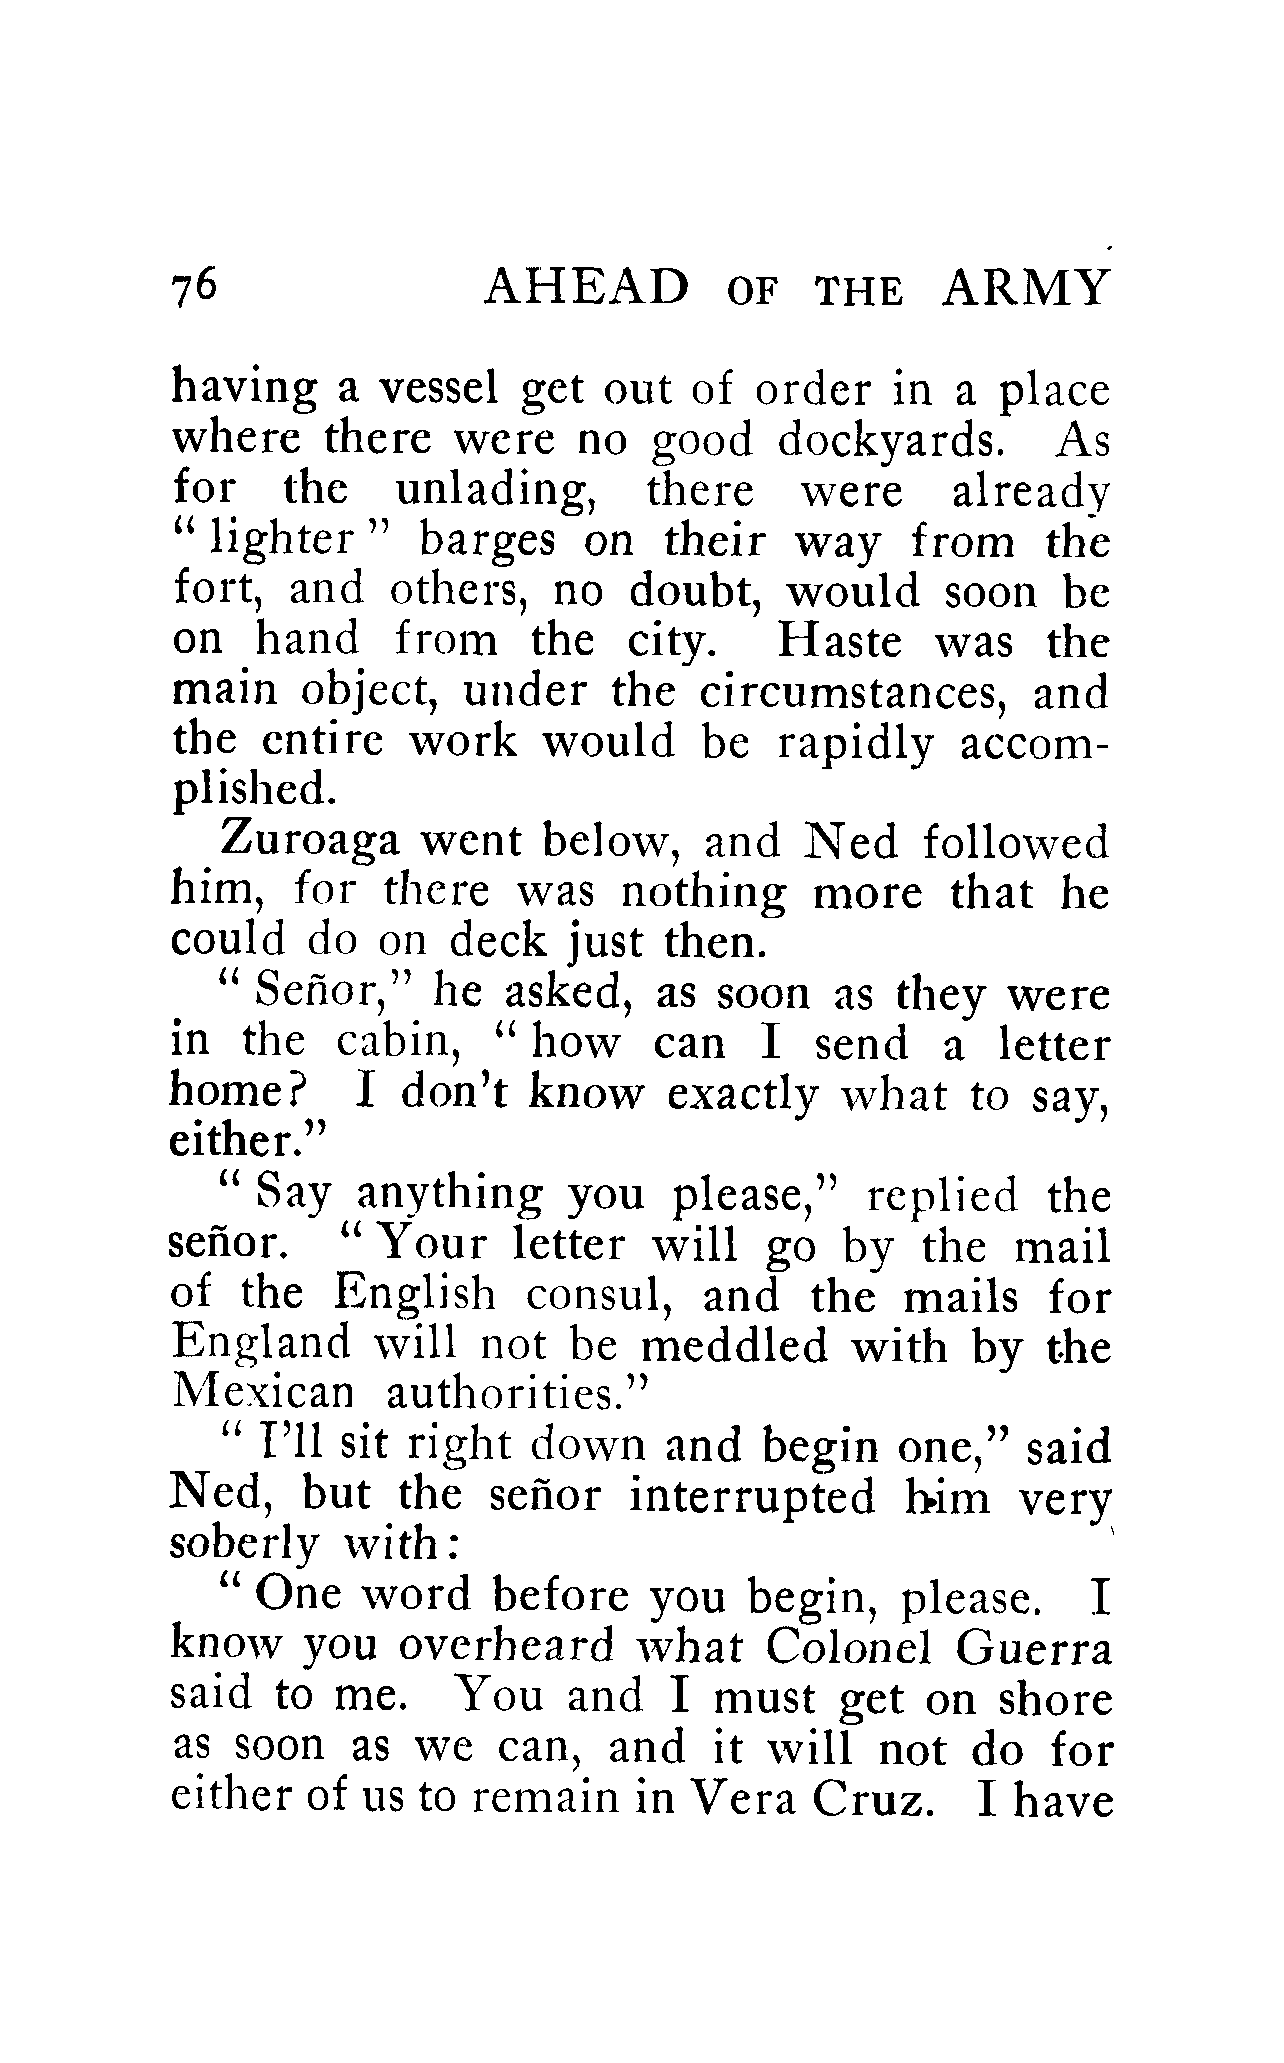 76 AHEAD OF THE ARMY
having a vessel get out of order in a place
where there were no good dockyards. As
for the unlading, there were already
" lighter " barges on their way from the
fort, and others, no doubt, would soon be
on hand from the city. Haste was the
main object, under the circumstances, and
the entire work would be rapidly accom-
plished.
Zuroaga went below, and Ned followed
him, for there was nothing more that he
could do on deck just then.
" Señor," he asked, as soon as they were
in the cabin, " how can I send a letter
home? I don't know exactly what to say,
either."
" Say anything you please," replied the
señor. " Your letter will go by the mail
of the English consul, and the mails for
England will not be meddled with by the
Mexican authorities."
" I'll sit right down and begin one," said
Ned, but the señor interrupted him very
soberly with:
" One word before you begin, please. I
know you overheard what Colonel Guerra
said to me. You and I must get on shore
as soon as we can, and it will not do for
either of us to remain in Vera Cruz. I have